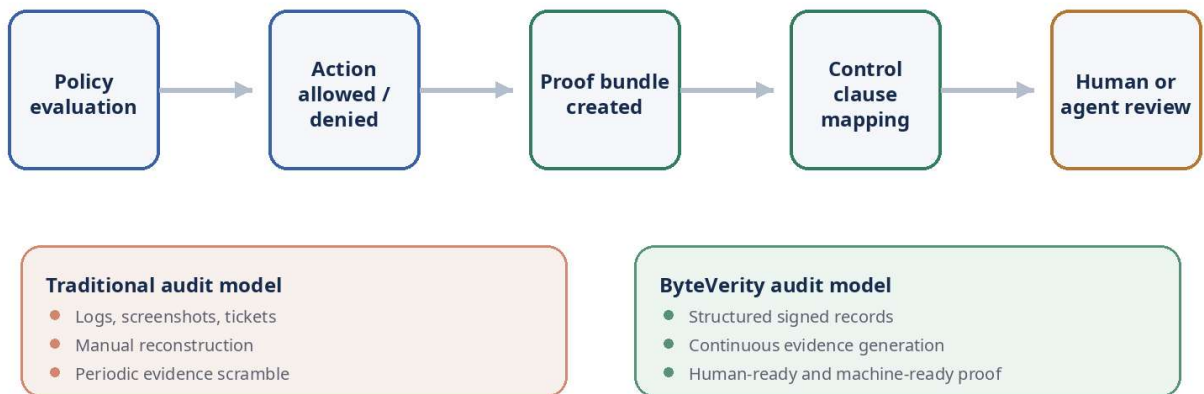 Policy
evaluation
Action
allowed /
denied
Proof bundle
created
Control
clause
mapping
Human or
agent review
Traditional audit model
Logs, screenshots, tickets
Manual reconstruction
Periodic evidence scramble
ByteVerity audit model
Structured signed records
Continuous evidence generation
Human-ready and machine-ready proof